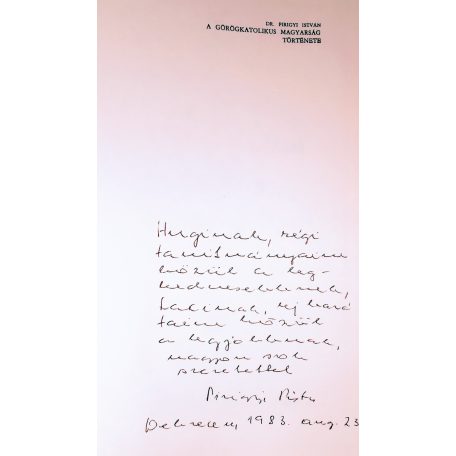 DR. PIRIGYI ISTVÁN
A GÖRÖGKATOLIKUS MAGYARSÁG
TÖRTÉNETE
Huginak, régi
tanítványaim
közül a leg-
kedvesebbnek,
Lacinak, új bará
taim közül
a legjobbnak,
nagyon sok
szeretettel
Pirigyi Pista
Debrecen, 1983. aug. 23